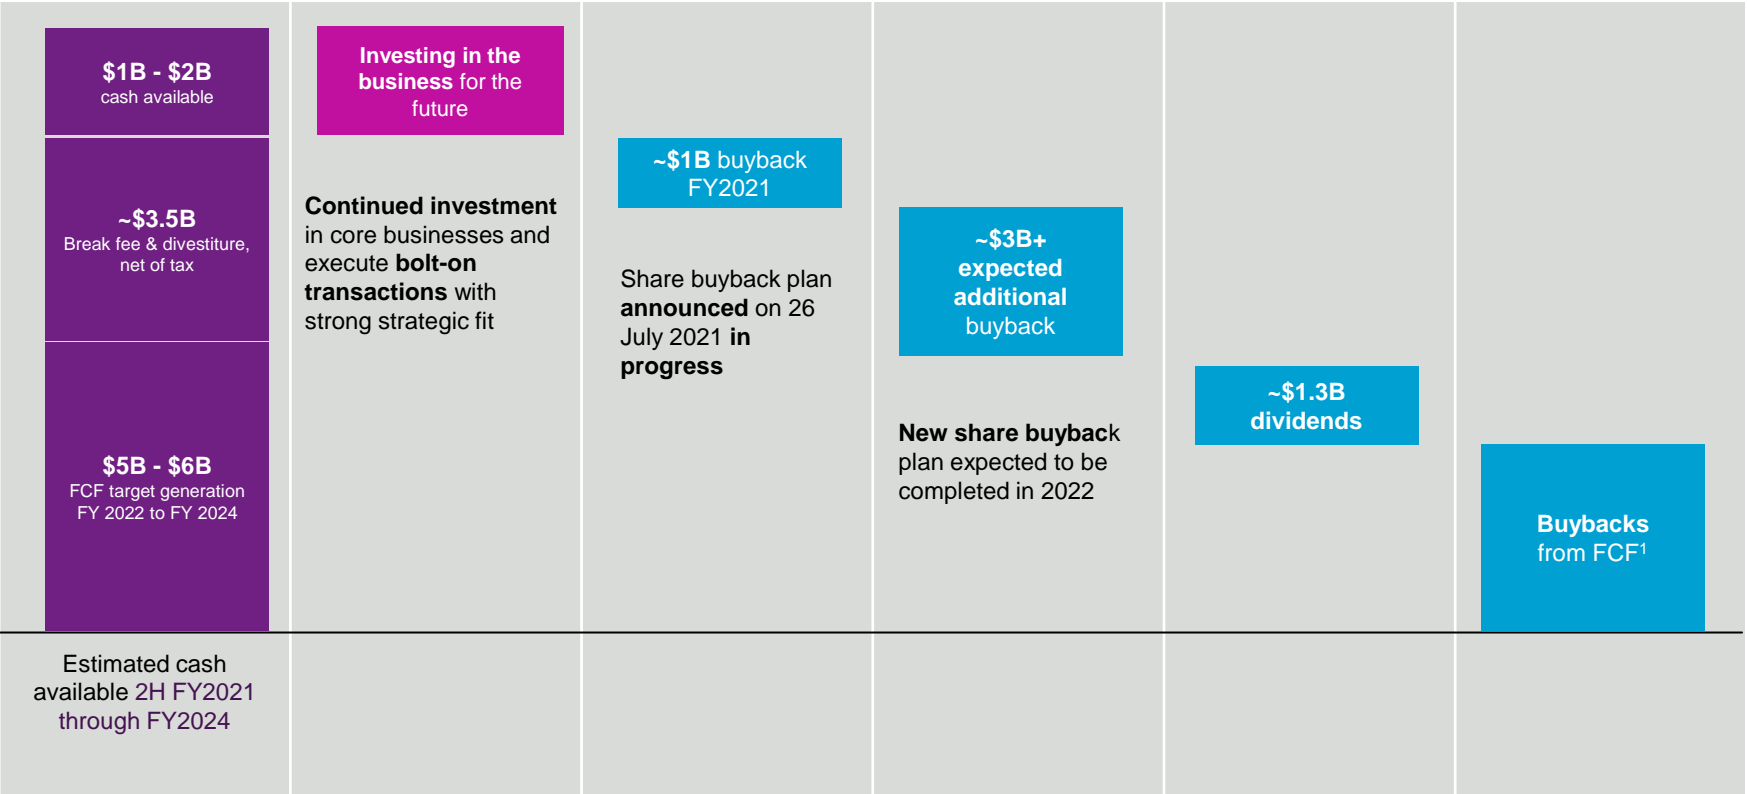 $1B - $2B
cash available
~$3.5B
Break fee & divestiture,
net of tax
$5B - $6B
FCF target generation
FY 2022 to FY 2024
Estimated cash
available 2H FY2021
through FY2024
Investing in the
business for the
future
Continued investment
in core businesses and
execute bolt-on
transactions with
strong strategic fit
~$1B buyback
FY2021
Share buyback plan
announced on 26
July 2021 in
progress
~$3B+
expected
additional
buyback
New share buyback
plan expected to be
completed in 2022
~$1.3B
dividends
Buybacks
from FCF¹